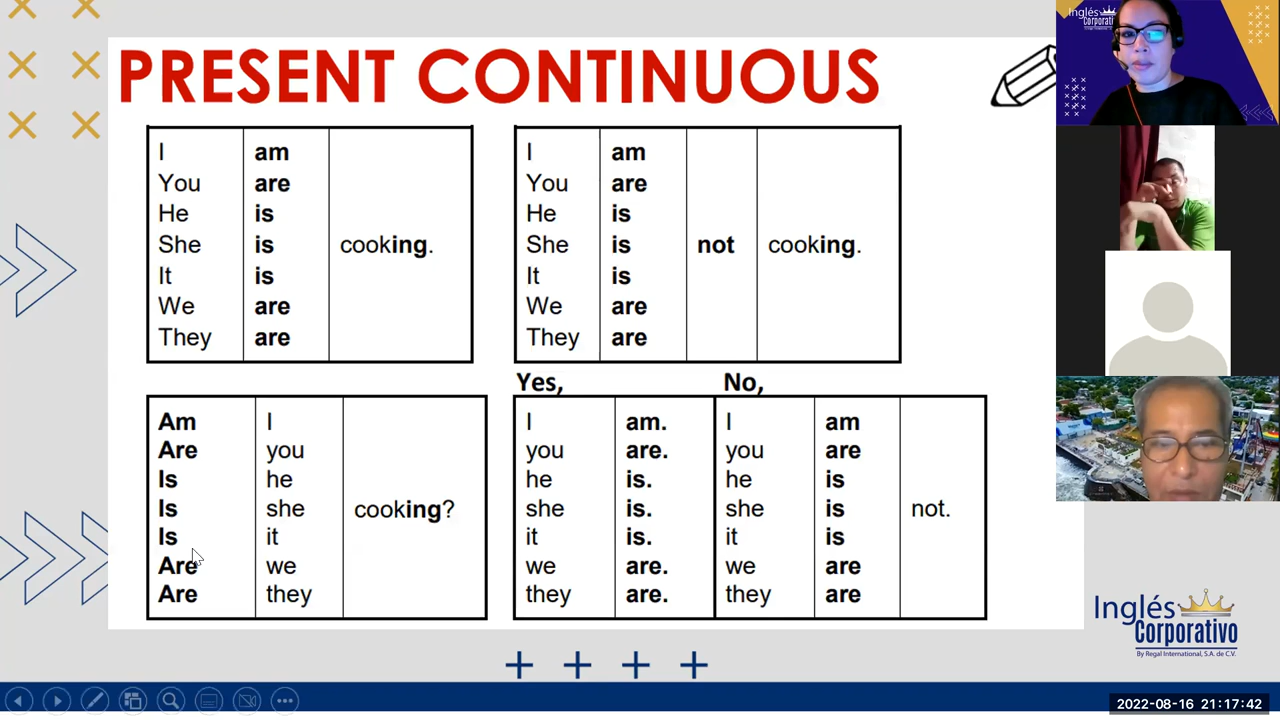 PRESENT CONTINUOUS
I am
You are
He is
She is cooking.
It is
We are
They are
I am
You are
He is
She is not cooking.
It is
We are
They are
Am I
Are you
Is he
Is she cooking?
Is it
Are we
Are they
Yes, No,
I am. I am
you are. you are
he is. he is
she is. she is not.
it is. it is
we are. we are
they are. they are
Inglés
Corporativo
Inglés
Corporativo
By Regal International, S.A. de C.V.
2022-08-16 21:17:42